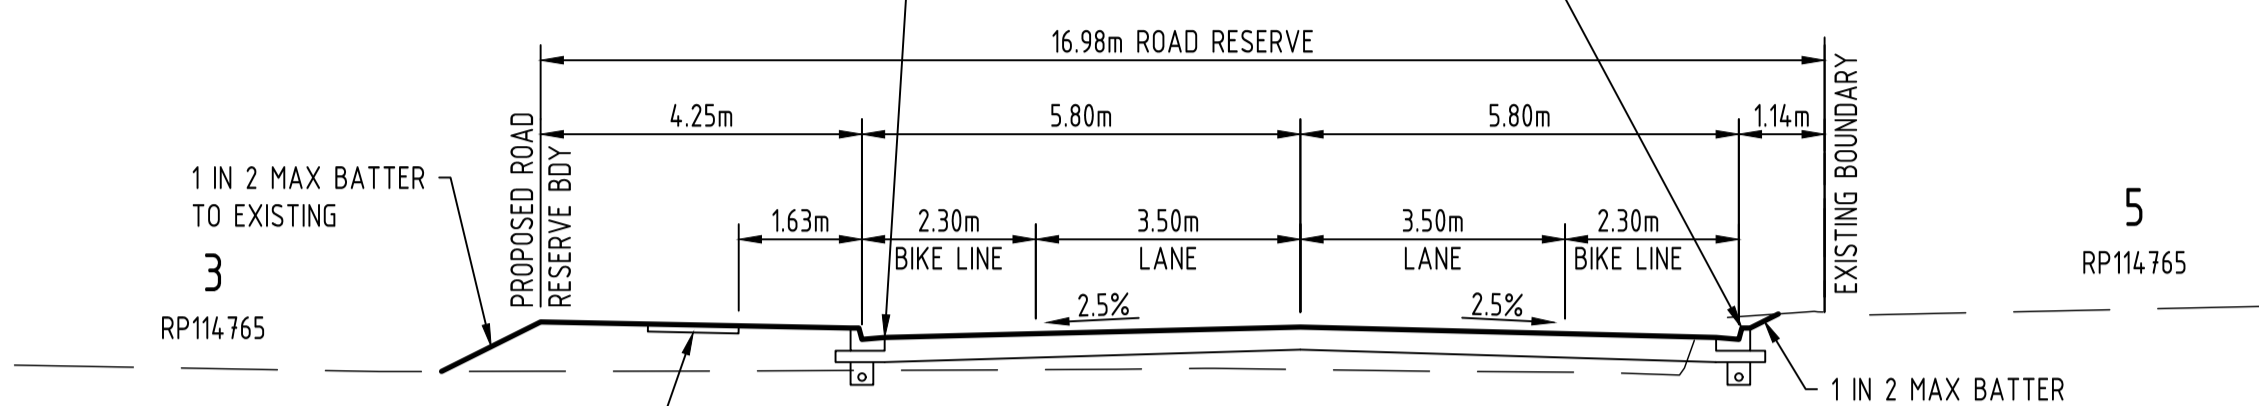 16.98m ROAD RESERVE
4.25m
5.80m
5.80m
1.14m
PROPOSED ROAD
RESERVE BDY
EXISTING BOUNDARY
1 IN 2 MAX BATTER
TO EXISTING
3
RP114765
1.63m
2.30m
BIKE LINE
3.50m
LANE
3.50m
LANE
2.30m
BIKE LINE
5
RP114765
2.5%
2.5%
1 IN 2 MAX BATTER